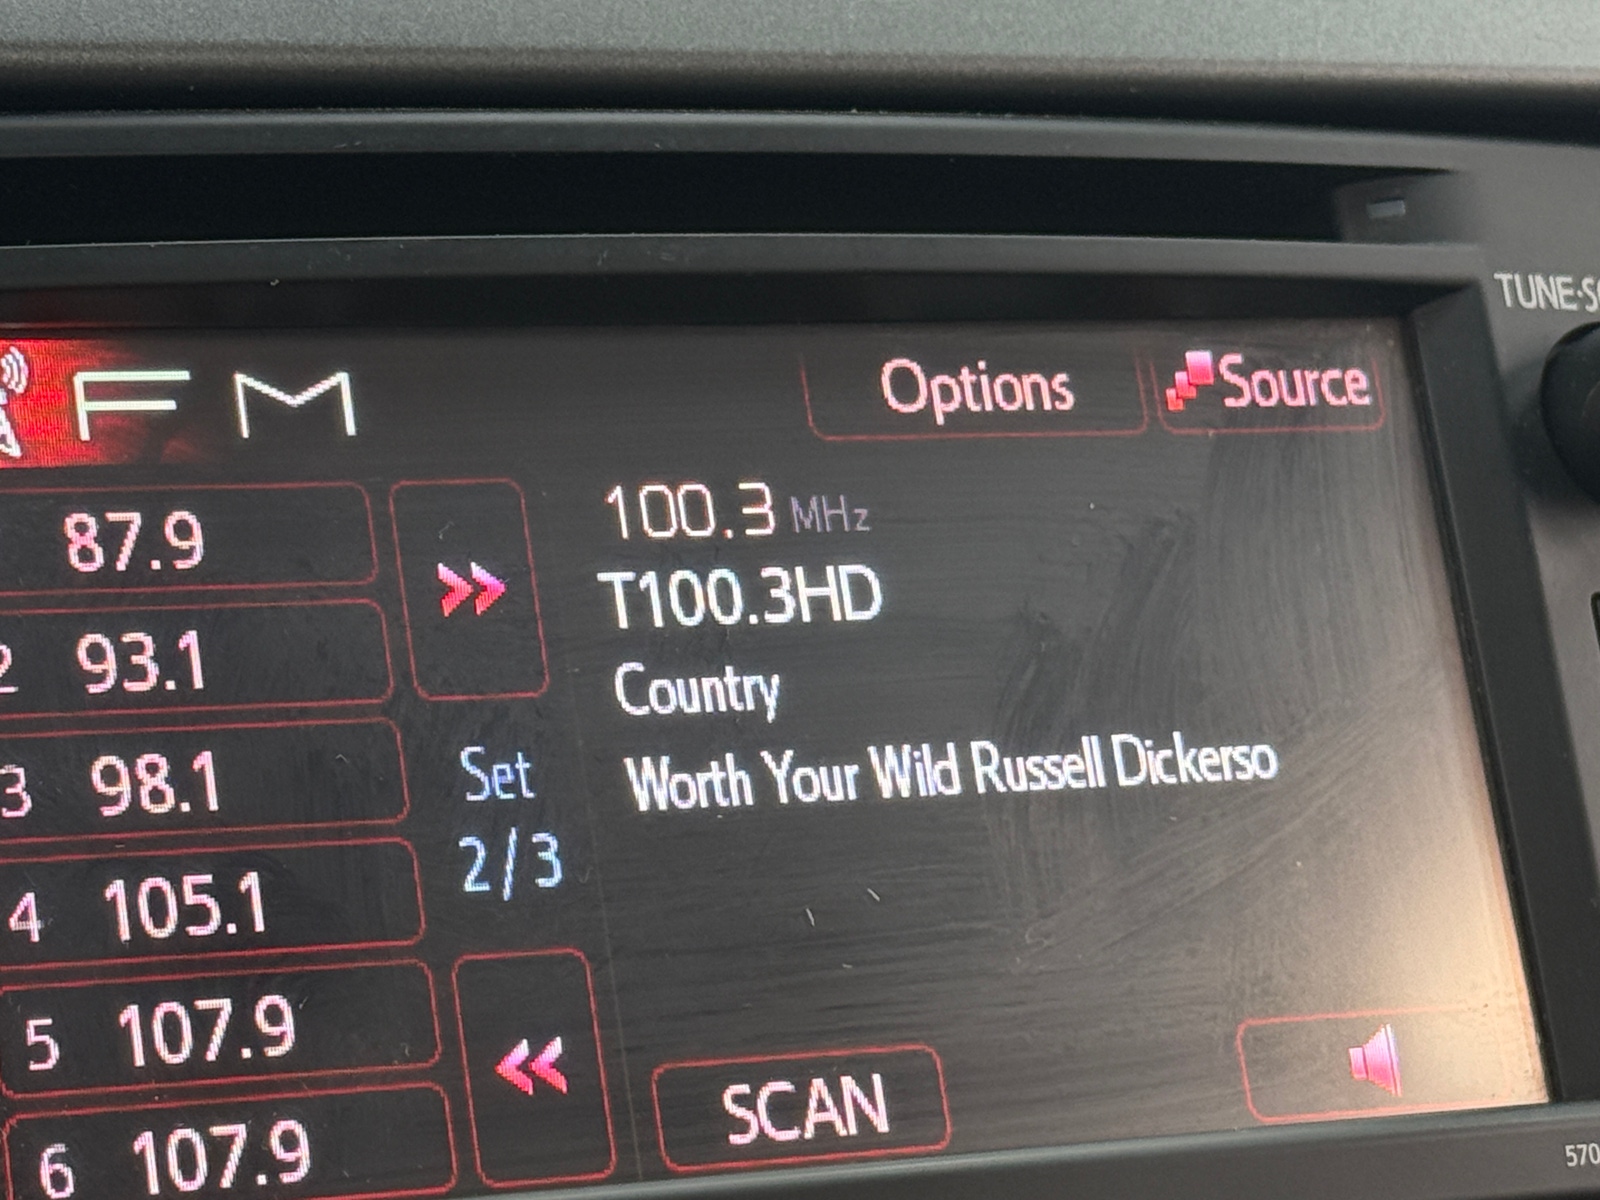 TUNE·S
FM
Options
Source
87.9
100.3 MHz
T100.3HD
2 93.1
Country
3 98.1
Set
2/3
Worth Your Wild Russell Dickerso
4 105.1
5 107.9
6 107.9
SCAN
570